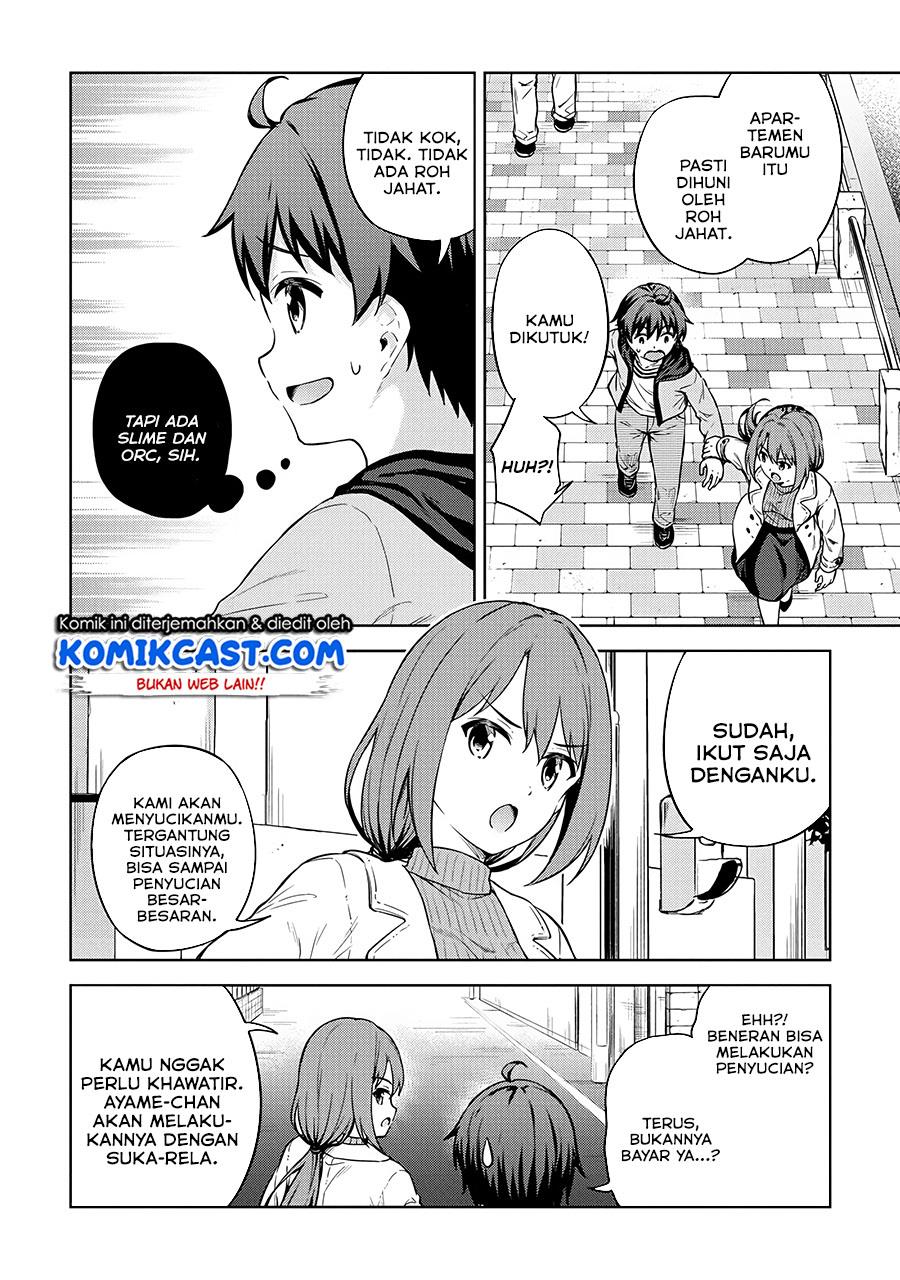 APAR-
TEMEN
BARUMU
ITU
PASTI
DIHUNI
OLEH
ROH
JAHAT.
KAMU
DIKUTUK!
HUH?!
TIDAK KOK,
TIDAK. TIDAK
ADA ROH
JAHAT.
TAPI ADA
SLIME DAN
ORC, SIH.
Komik ini diterjemahkan & diedit oleh
KOMIKCAST.COM
BUKAN WEB LAIN!!
SUDAH,
IKUT SAJA
DENGANKU.
KAMI AKAN
MENYUCIKANMU.
TERGANTUNG
SITUASINYA,
BISA SAMPAI
PENYUCIAN
BESAR-
BESARAN.
EHH?!
BENERAN BISA
MELAKUKAN
PENYUCIAN?
TERUS,
BUKANNYA
BAYAR YA...?
KAMU NGGAK
PERLU KHAWATIR.
AYAME-CHAN
AKAN MELAKU-
KANNYA DENGAN
SUKA-RELA.